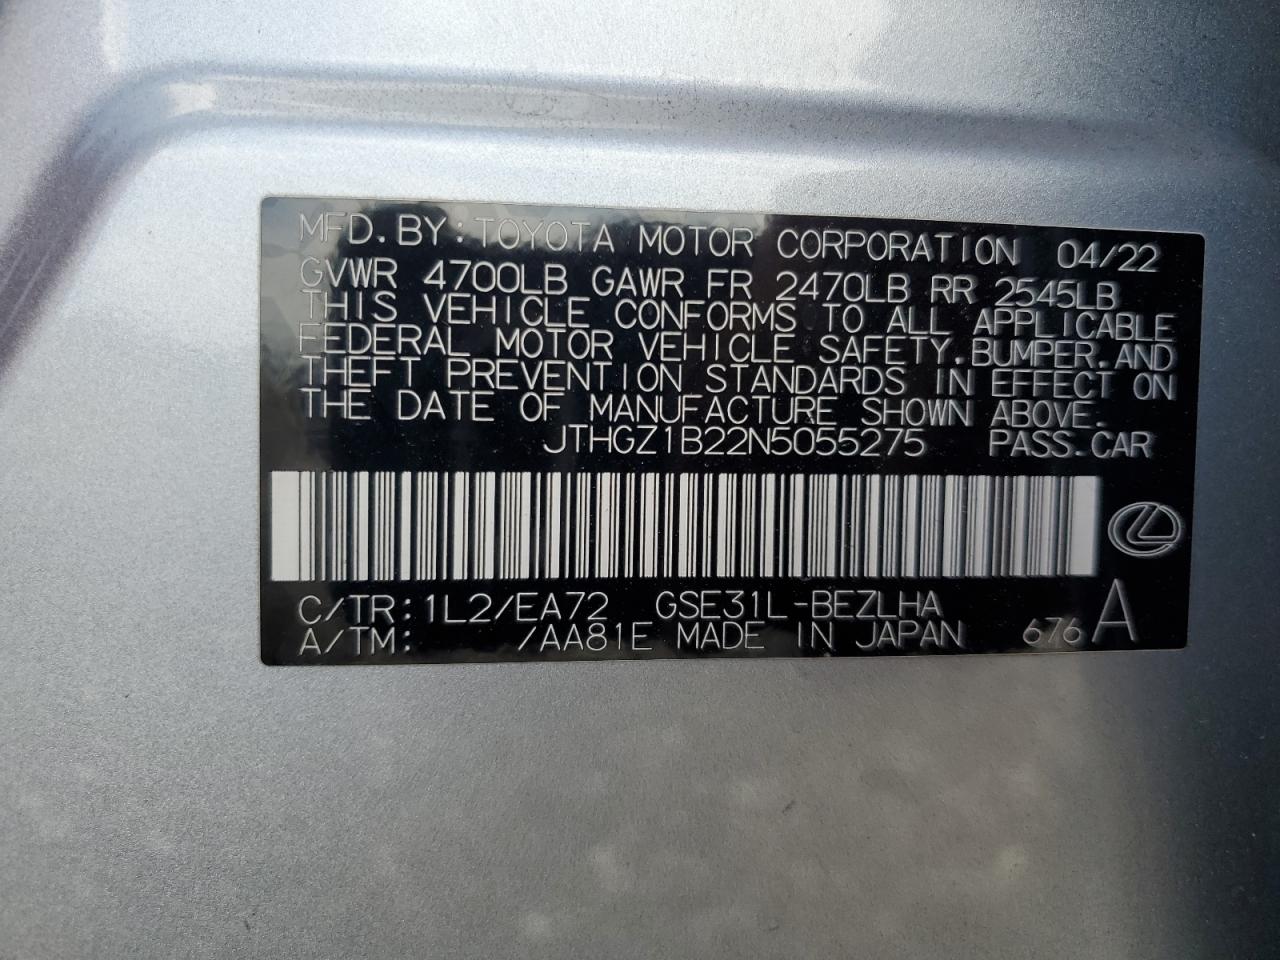 MFD. BY: TOYOTA MOTOR CORPORATION 04/22
GVWR 4700LB GAWR FR 2470LB RR 2545LB
THIS VEHICLE CONFORMS TO ALL APPLICABLE
FEDERAL MOTOR VEHICLE SAFETY. BUMPER. AND
THEFT PREVENTION STANDARDS IN EFFECT ON
THE DATE OF MANUFACTURE SHOWN ABOVE.
JTHGZ1B22N5055275 PASS. CAR
C/TR: 1L2/EA72 GSE31L-BEZLHA
A/TM: /AA81E MADE IN JAPAN 676 A